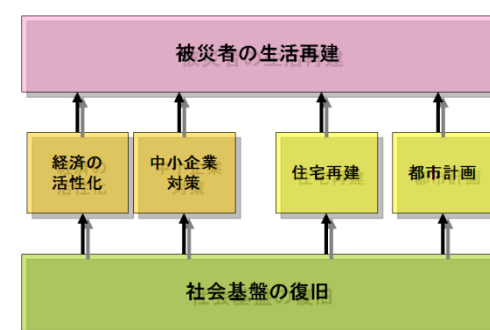 被災者の生活再建
経済の
活性化
中小企業
対策
住宅再建
都市計画
社会基盤の復旧